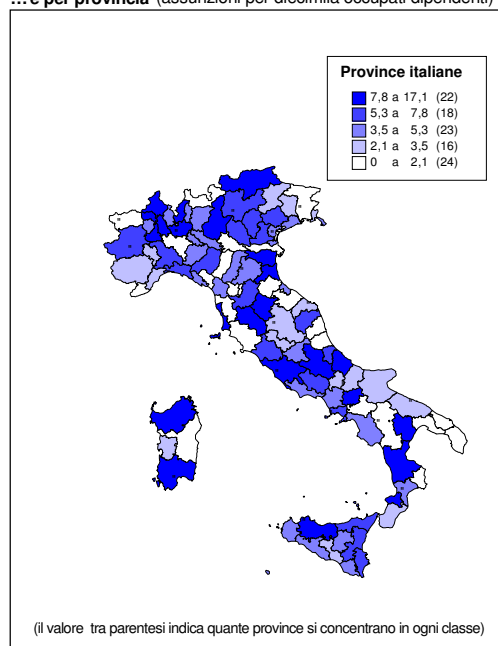 ...e per provincia (assunzioni per diecimila occupati dipendenti)
Province italiane
7,8 a 17,1 (22)
5,3 a 7,8 (18)
3,5 a 5,3 (23)
2,1 a 3,5 (16)
0 a 2,1 (24)
(il valore tra parentesi indica quante province si concentrano in ogni classe)